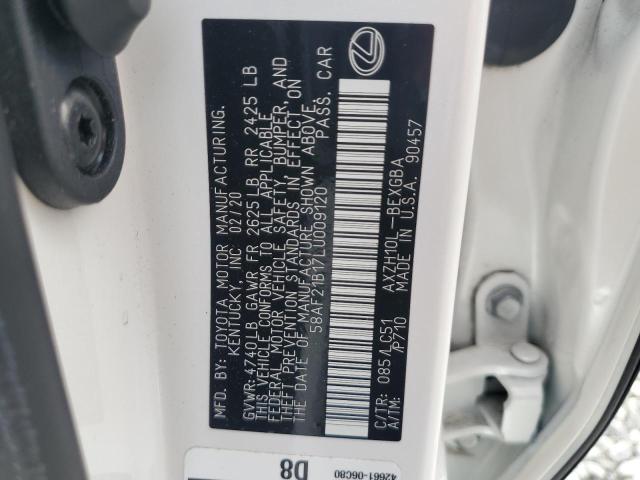 MFD. BY: TOYOTA MOTOR MANUFACTURING.
KENTUCKY, INC 02/20
GVWR: 4740LB GAWR FR 2625 LB RR 2425 LB
THIS VEHICLE CONFORMS TO ALL APPLICABLE
FEDERAL MOTOR VEHICLE SAFETY, BUMPER, AND
THEFT PREVENTION STANDARDS IN EFFECT ON
THE DATE OF MANUFACTURE SHOWN ABOVE.
58AF21B17LU009120 PASS. CAR
C/TR: 085/LC51 AXZH10L-BEXGBA
A/TM: /P710 MADE IN U.S.A. 90457
42661-06C80
D8